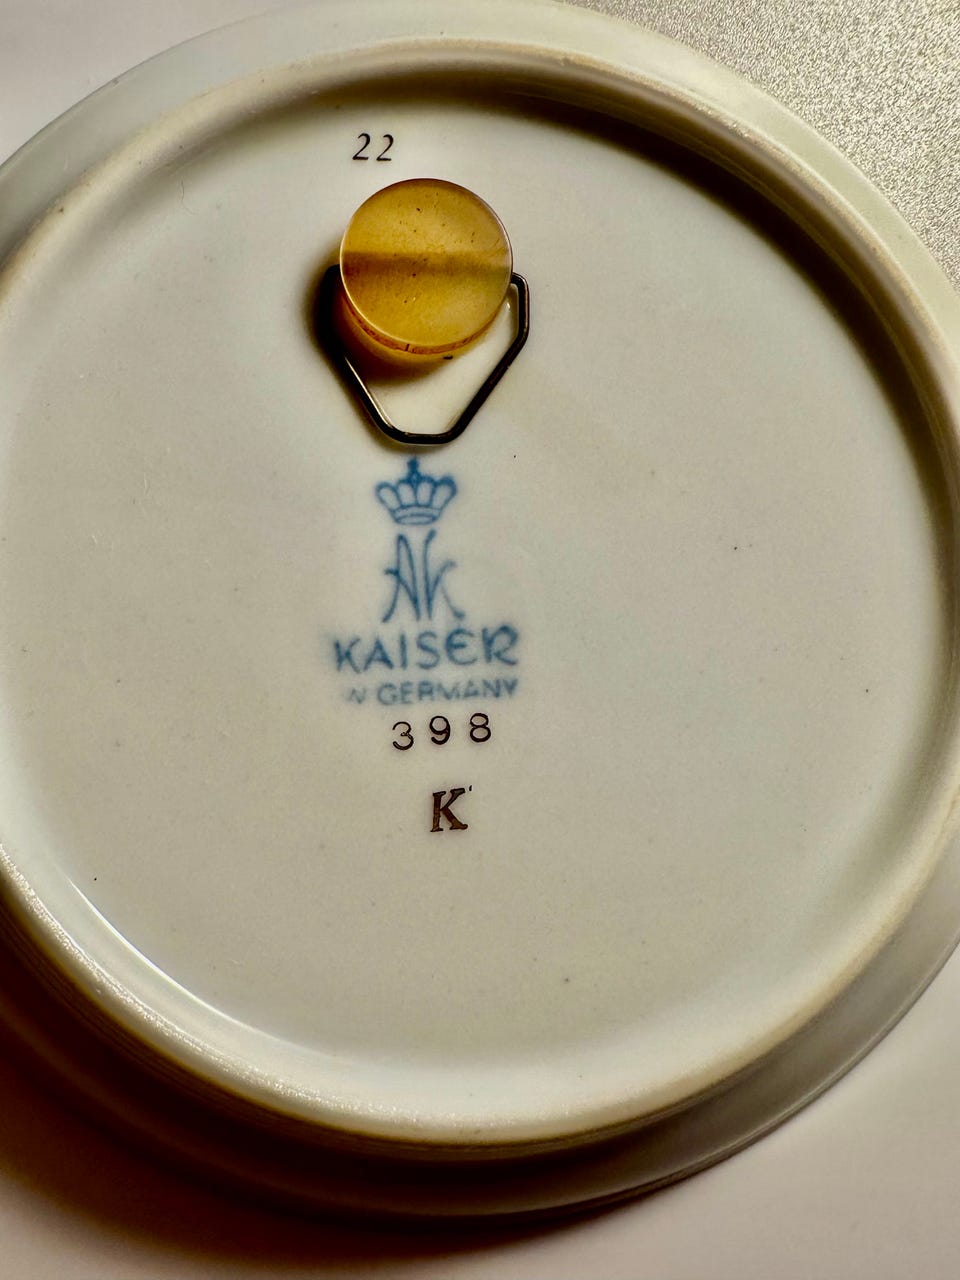 22
AK
KAISER
W GERMANY
398
K